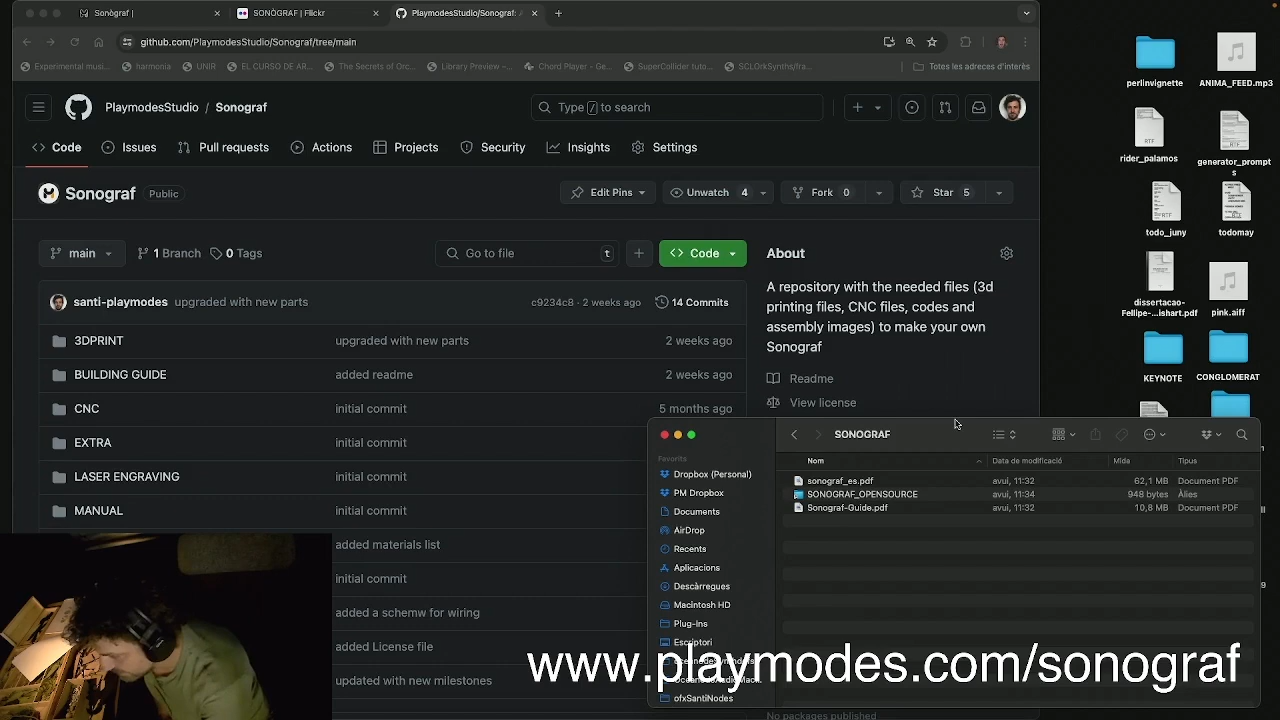 Sonògraf |
SONÒGRAF | Flickr
PlaymodesStudio/Sonograf:
github.com/PlaymodesStudio/Sonograf/tree/main
Experimental musi...
harmonia
UNIR
EL CURSO DE AR...
The Secrets of Orc...
Library Preview –...
Chord Player - Ge...
SuperCollider tuto...
SCLOrkSynths/fra...
Totes les adreces d'interès
PlaymodesStudio / Sonograf
Type / to search
Code
Issues
Pull requests
Actions
Projects
Security
Insights
Settings
Sonograf Public
Edit Pins
Unwatch 4
Fork 0
Star 5
main
1 Branch
0 Tags
Go to file t
Code
About
A repository with the needed files (3d
printing files, CNC files, codes and
assembly images) to make your own
Sonograf
Readme
View license
santi-playmodes upgraded with new parts c9234c8 · 2 weeks ago 14 Commits
3DPRINT upgraded with new parts 2 weeks ago
BUILDING GUIDE added readme 2 weeks ago
CNC initial commit 5 months ago
EXTRA initial commit
LASER ENGRAVING initial commit
MANUAL initial commit
added materials list
initial commit
added a schemw for wiring
added License file
updated with new milestones
No packages published
perlinvignette
ANIMA_FEED.mp3
rider_palamos
generator_prompt
s
todo_juny
todomay
dissertacao-
Fellipe-...ishart.pdf
pink.aiff
KEYNOTE
CONGLOMERAT
SONOGRAF
Favorits
Dropbox (Personal)
PM Dropbox
Documents
AirDrop
Recents
Aplicacions
Descàrregues
Macintosh HD
Plug-Ins
Escriptori
ofxSantiNodes
Nom Data de modificació Mida Tipus
sonograf_es.pdf avui, 11:32 62,1 MB Document PDF
SONOGRAF_OPENSOURCE avui, 11:34 948 bytes Àlies
Sonograf-Guide.pdf avui, 11:32 10,8 MB Document PDF
www.playmodes.com/sonograf